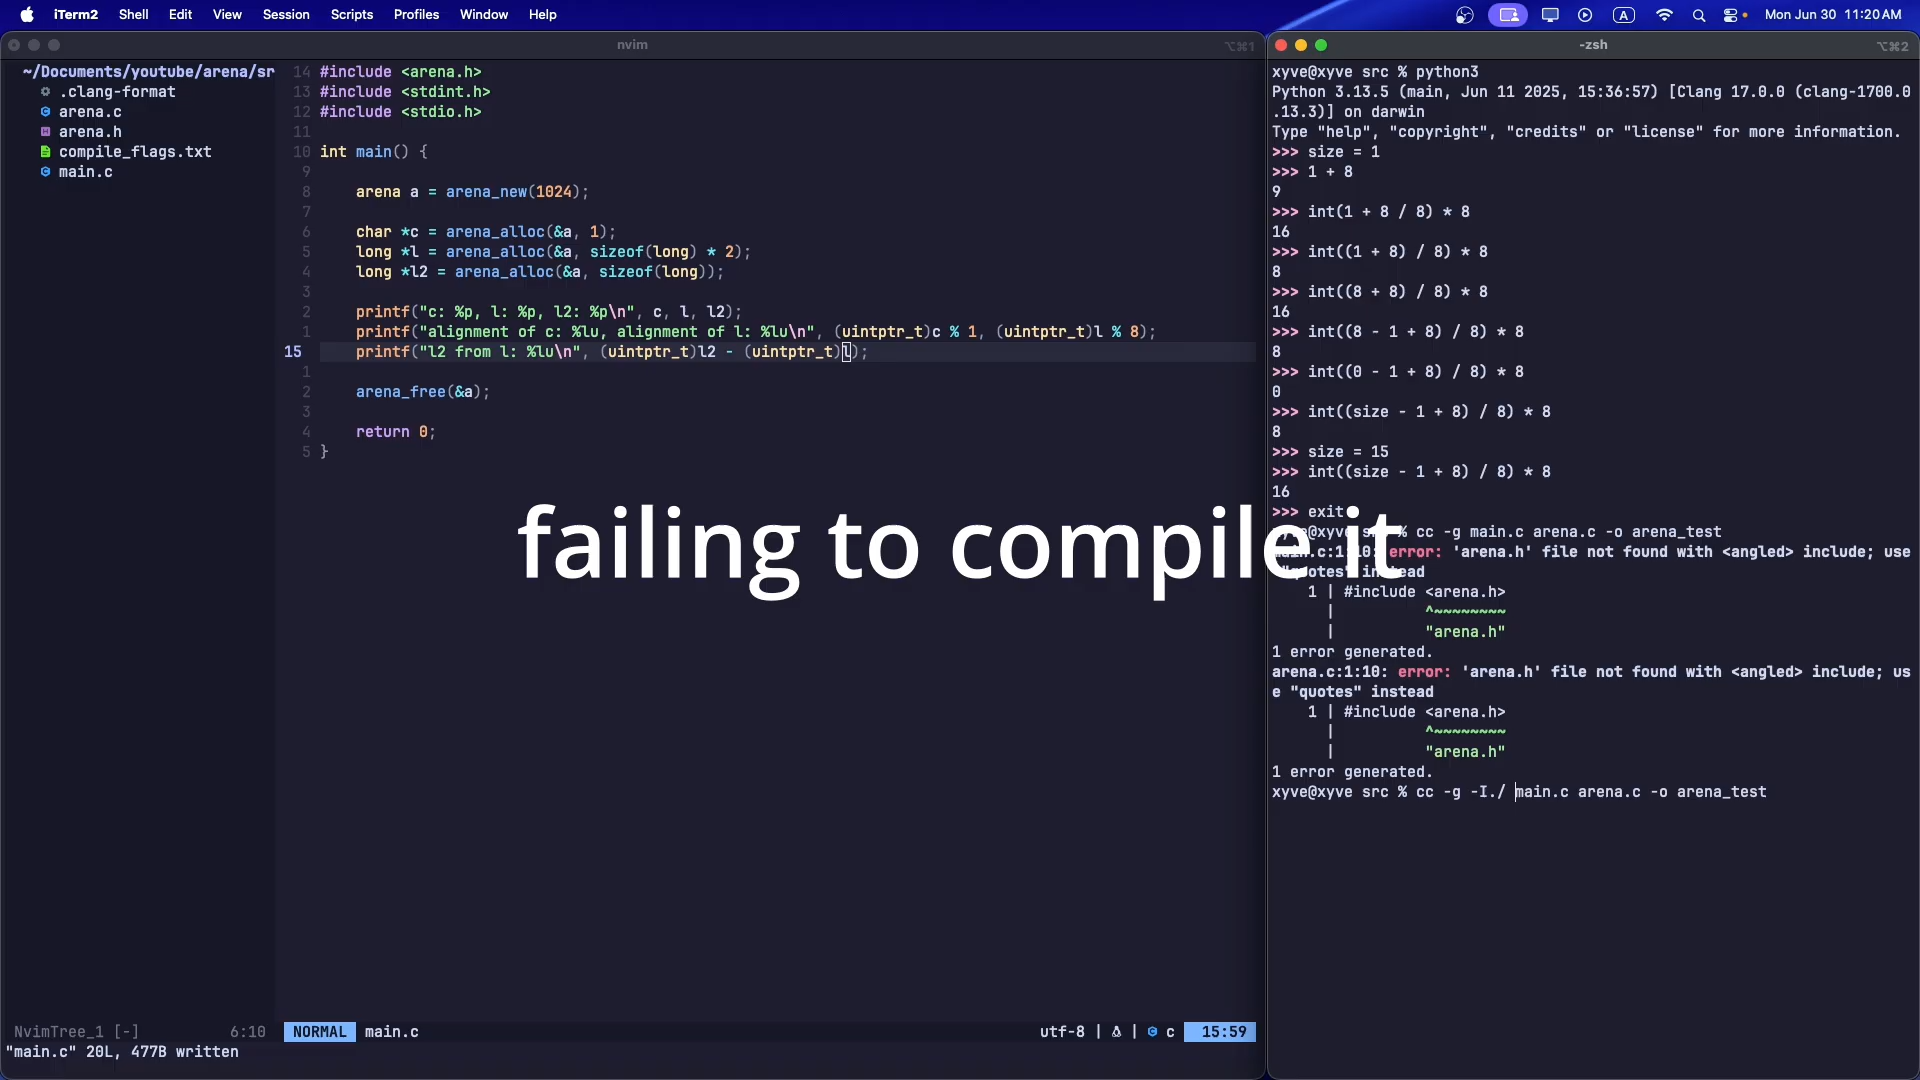 iTerm2 Shell Edit View Session Scripts Profiles Window Help
A Mon Jun 30 11:20 AM
nvim ⌥⌘1
~/Documents/youtube/arena/sr
.clang-format
arena.c
arena.h
compile_flags.txt
main.c
14 #include <arena.h>
13 #include <stdint.h>
12 #include <stdio.h>
11
10 int main() {
9
8 arena a = arena_new(1024);
7
6 char *c = arena_alloc(&a, 1);
5 long *l = arena_alloc(&a, sizeof(long) * 2);
4 long *l2 = arena_alloc(&a, sizeof(long));
3
2 printf("c: %p, l: %p, l2: %p\n", c, l, l2);
1 printf("alignment of c: %lu, alignment of l: %lu\n", (uintptr_t)c % 1, (uintptr_t)l % 8);
15 printf("l2 from l: %lu\n", (uintptr_t)l2 - (uintptr_t)l);
1
2 arena_free(&a);
3
4 return 0;
5 }
failing to compile it
NvimTree_1 [-] 6:10
NORMAL main.c utf-8 | | c 15:59
"main.c" 20L, 477B written
-zsh ⌥⌘2
xyve@xyve src % python3
Python 3.13.5 (main, Jun 11 2025, 15:36:57) [Clang 17.0.0 (clang-1700.0
.13.3)] on darwin
Type "help", "copyright", "credits" or "license" for more information.
>>> size = 1
>>> 1 + 8
9
>>> int(1 + 8 / 8) * 8
16
>>> int((1 + 8) / 8) * 8
8
>>> int((8 + 8) / 8) * 8
16
>>> int((8 - 1 + 8) / 8) * 8
8
>>> int((0 - 1 + 8) / 8) * 8
0
>>> int((size - 1 + 8) / 8) * 8
8
>>> size = 15
>>> int((size - 1 + 8) / 8) * 8
16
>>> exit
xyve@xyve src % cc -g main.c arena.c -o arena_test
main.c:1:10: error: 'arena.h' file not found with <angled> include; use
"quotes" instead
1 | #include <arena.h>
| ^~~~~~~~~
| "arena.h"
1 error generated.
arena.c:1:10: error: 'arena.h' file not found with <angled> include; us
e "quotes" instead
1 | #include <arena.h>
| ^~~~~~~~~
| "arena.h"
1 error generated.
xyve@xyve src % cc -g -I./ main.c arena.c -o arena_test